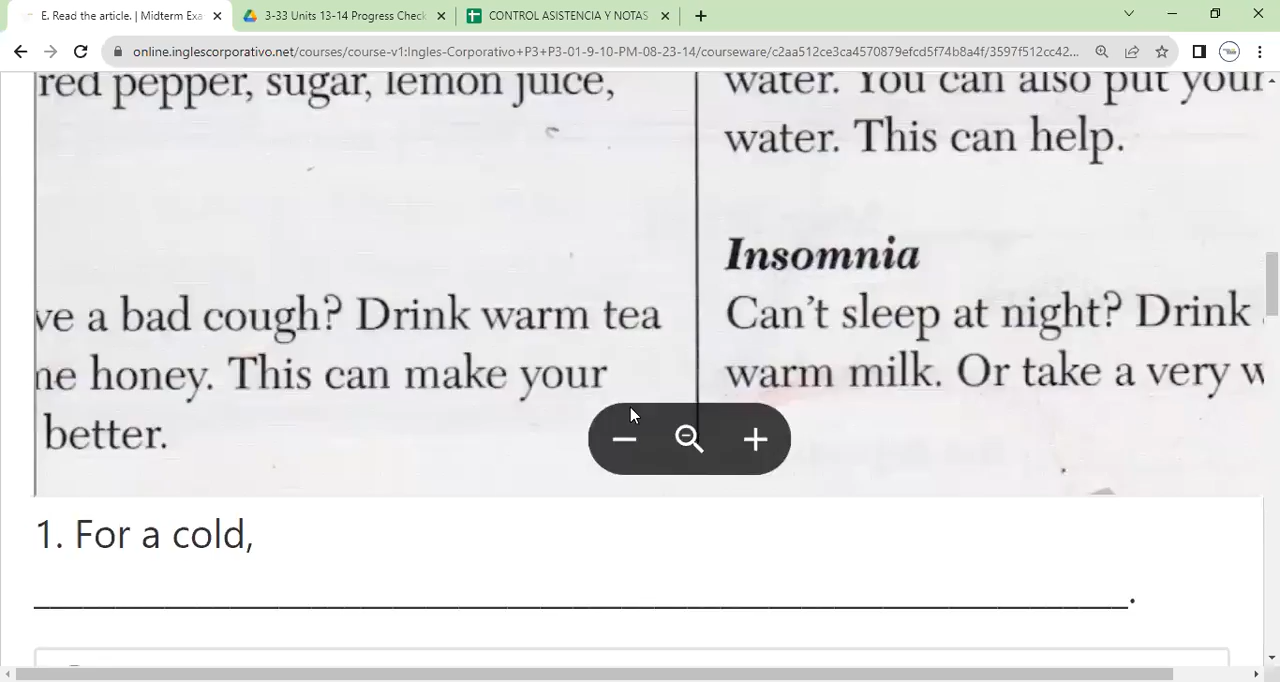 E. Read the article. | Midterm Exa
3-33 Units 13-14 Progress Check
CONTROL ASISTENCIA Y NOTAS
online.inglescorporativo.net/courses/course-v1:Ingles-Corporativo+P3+P3-01-9-10-PM-08-23-14/courseware/c2aa512ce3ca4570879efcd5f74b8a4f/3597f512cc42...
red pepper, sugar, lemon juice,
ve a bad cough? Drink warm tea
ne honey. This can make your
better.
water. You can also put your
water. This can help.
Insomnia
Can't sleep at night? Drink
warm milk. Or take a very w
1. For a cold,
______________________________________________.